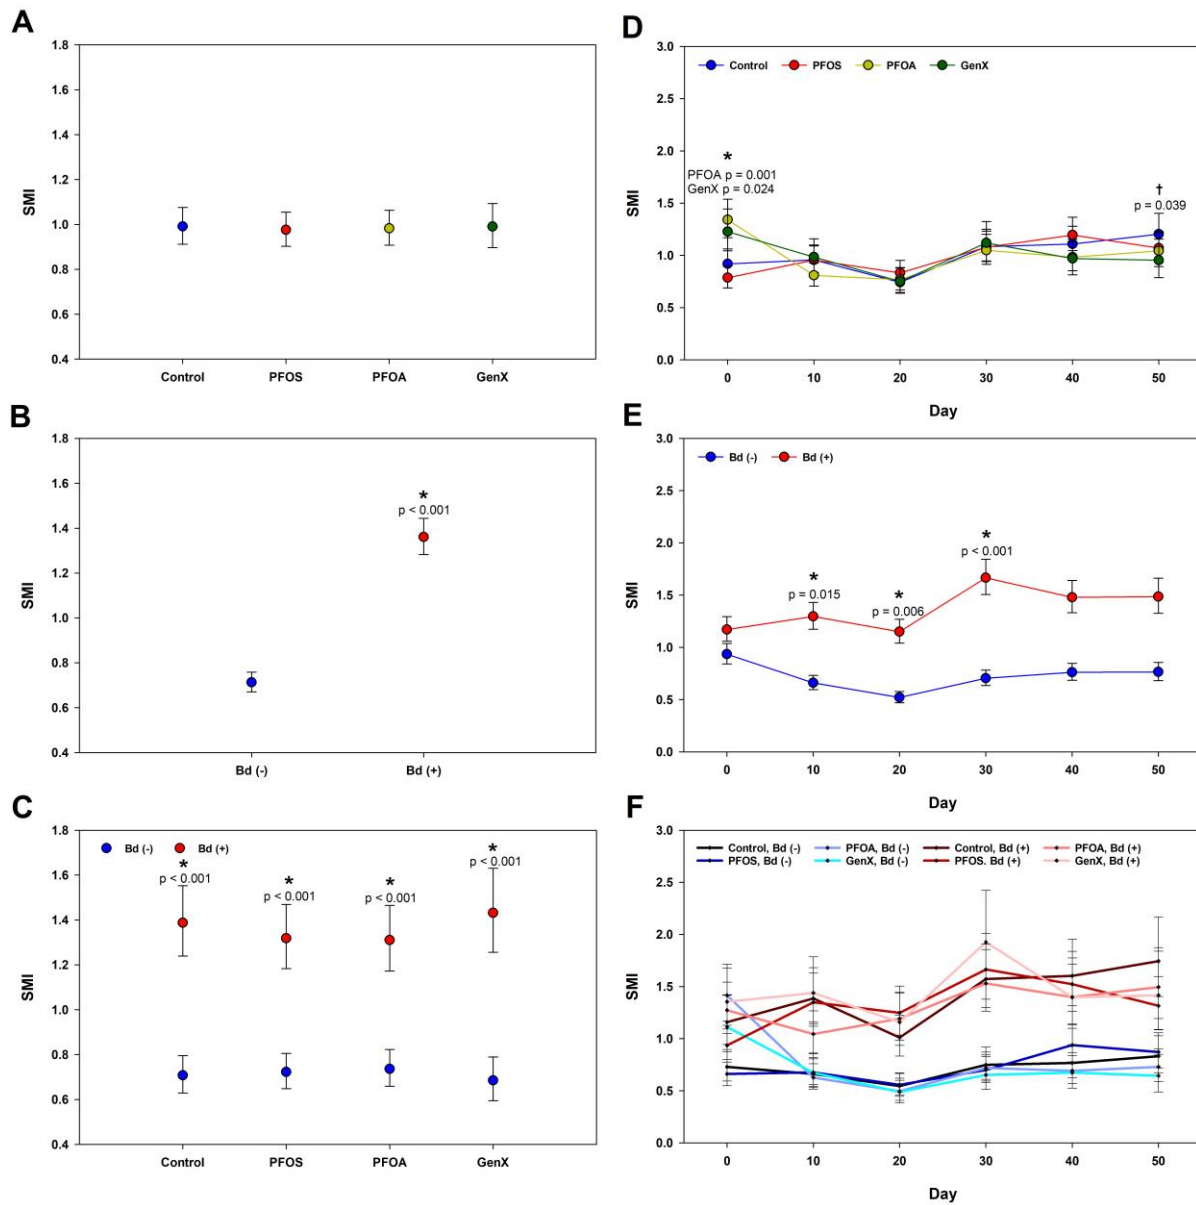 A
SMI
1.8
1.6
1.4
1.2
1.0
0.8
0.6
0.4
Control PFOS PFOA GenX
B
SMI
1.8
1.6
1.4
1.2
1.0
0.8
0.6
0.4
*
p < 0.001
Bd (-) Bd (+)
C
SMI
1.8
1.6
1.4
1.2
1.0
0.8
0.6
0.4
Bd (-) Bd (+)
* * * *
p < 0.001 p < 0.001 p < 0.001 p < 0.001
Control PFOS PFOA GenX
D
SMI
3.0
2.5
2.0
1.5
1.0
0.5
0.0
Control PFOS PFOA GenX
*
PFOA p = 0.001
GenX p = 0.024
†
p = 0.039
0 10 20 30 40 50
Day
E
SMI
3.0
2.5
2.0
1.5
1.0
0.5
0.0
Bd (-) Bd (+)
*
p = 0.015
*
p = 0.006
*
p < 0.001
0 10 20 30 40 50
Day
F
SMI
3.0
2.5
2.0
1.5
1.0
0.5
0.0
Control, Bd (-) PFOA, Bd (-) Control, Bd (+) PFOA, Bd (+)
PFOS, Bd (-) GenX, Bd (-) PFOS. Bd (+) GenX, Bd (+)
0 10 20 30 40 50
Day